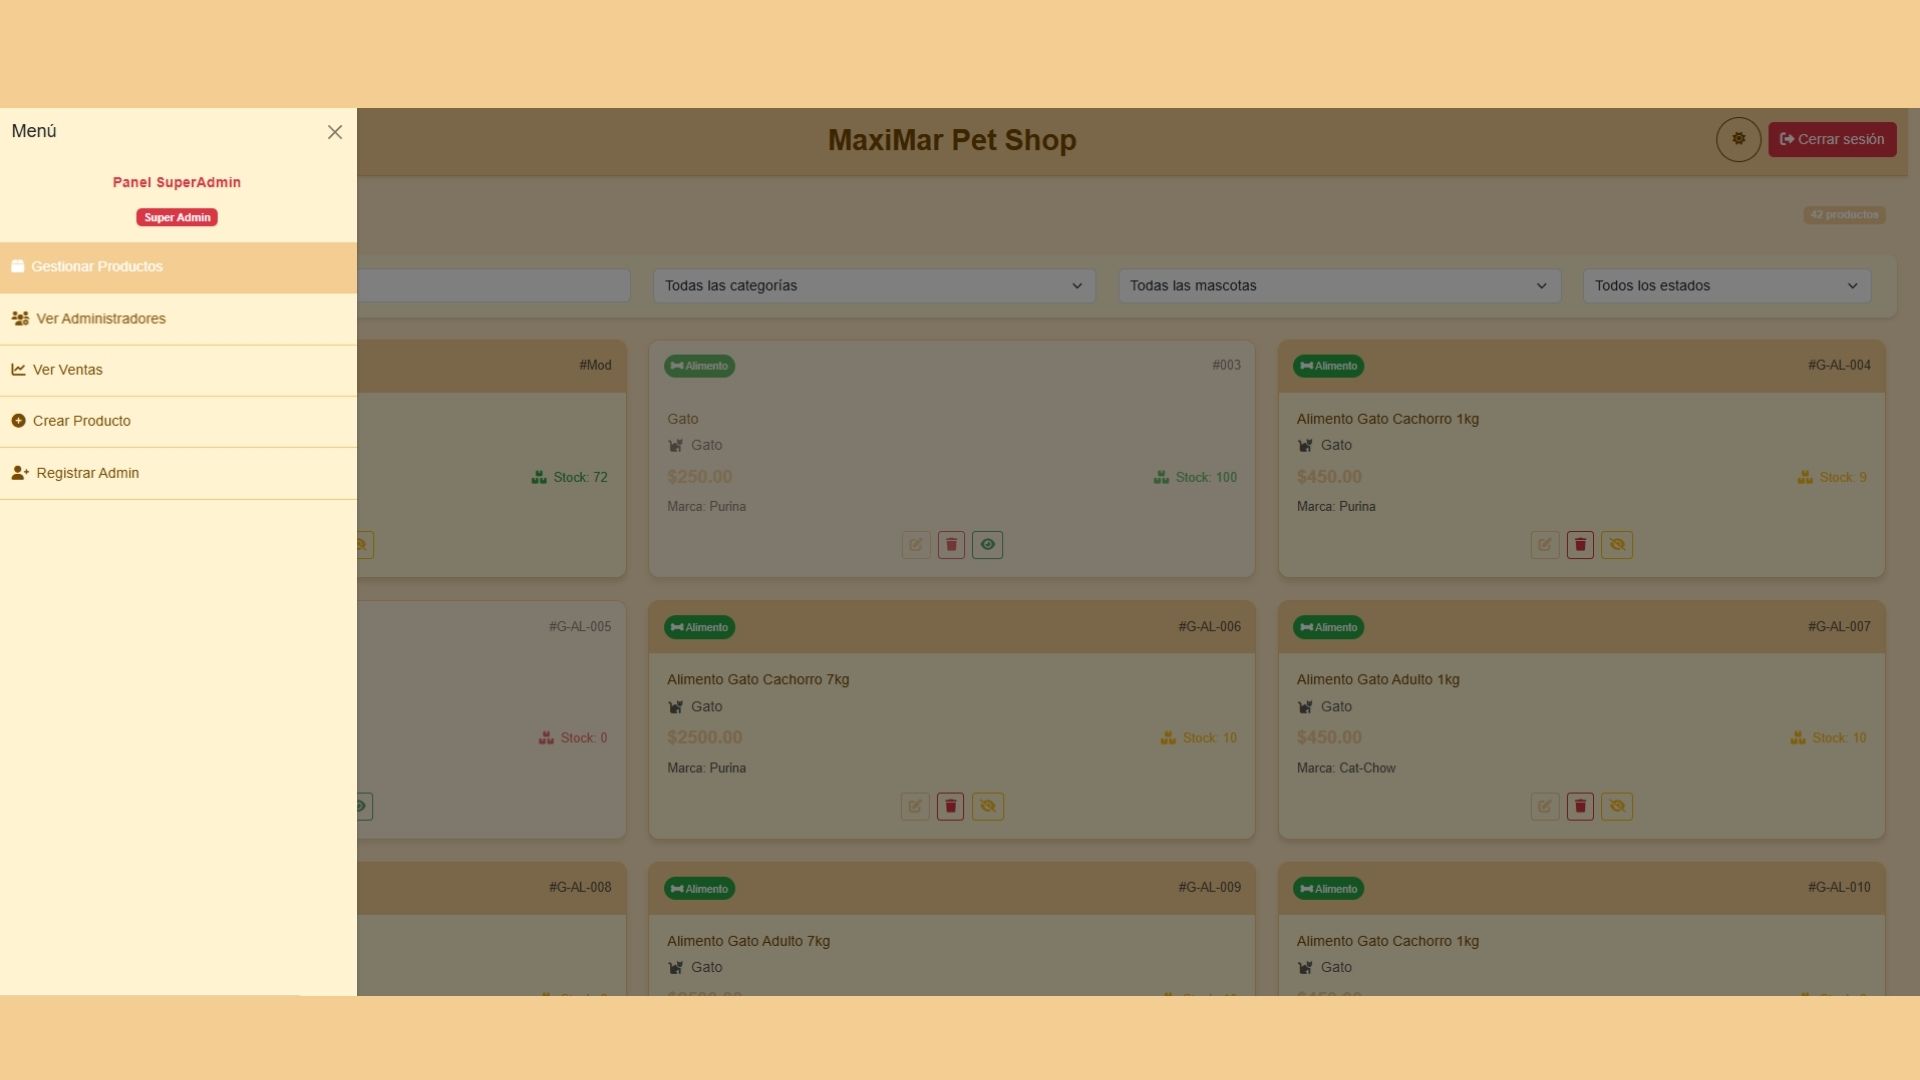 Menú
Panel SuperAdmin
Super Admin
Gestionar Productos
Ver Administradores
Ver Ventas
Crear Producto
Registrar Admin
MaxiMar Pet Shop
Cerrar sesión
42 productos
Todas las categorías
Todas las mascotas
Todos los estados
#Mod
Stock: 72
Alimento
#003
Gato
Gato
$250.00
Stock: 100
Marca: Purina
Alimento
#G-AL-004
Alimento Gato Cachorro 1kg
Gato
$450.00
Stock: 9
Marca: Purina
#G-AL-005
Stock: 0
Alimento
#G-AL-006
Alimento Gato Cachorro 7kg
Gato
$2500.00
Stock: 10
Marca: Purina
Alimento
#G-AL-007
Alimento Gato Adulto 1kg
Gato
$450.00
Stock: 10
Marca: Cat-Chow
#G-AL-008
Alimento
#G-AL-009
Alimento Gato Adulto 7kg
Gato
Alimento
#G-AL-010
Alimento Gato Cachorro 1kg
Gato